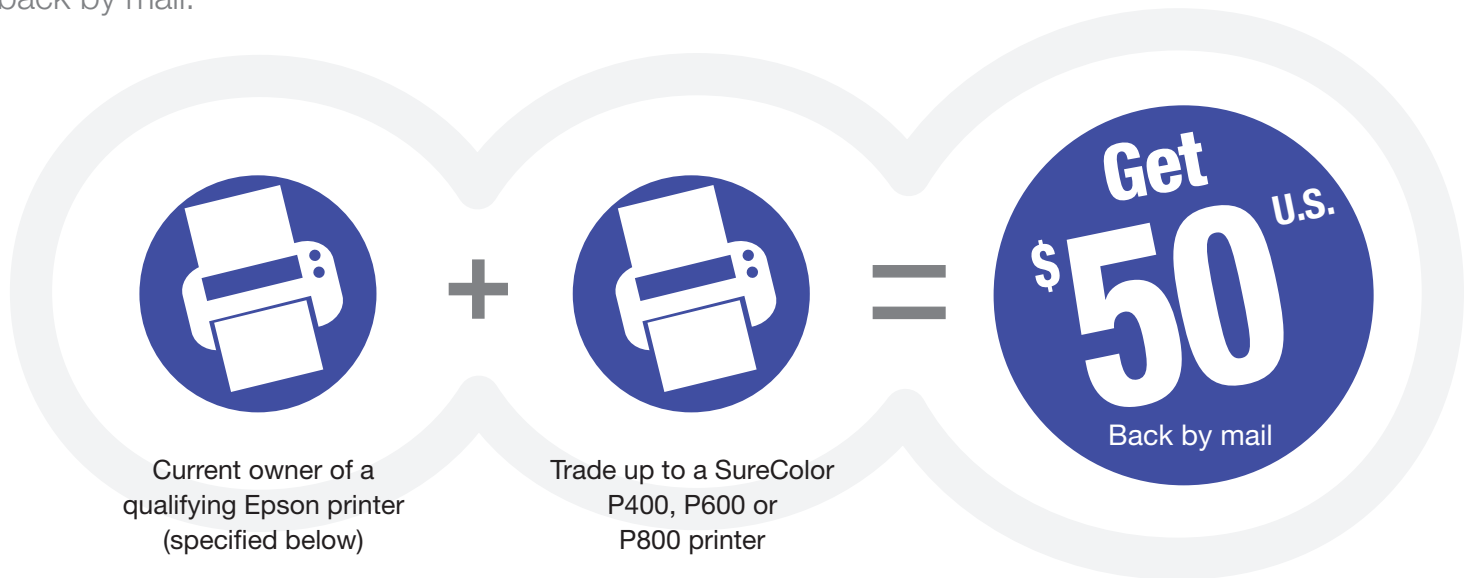 back by mail.
Current owner of a
qualifying Epson printer
(specified below)
+
Trade up to a SureColor
P400, P600 or
P800 printer
=
Get
$50 U.S.
Back by mail